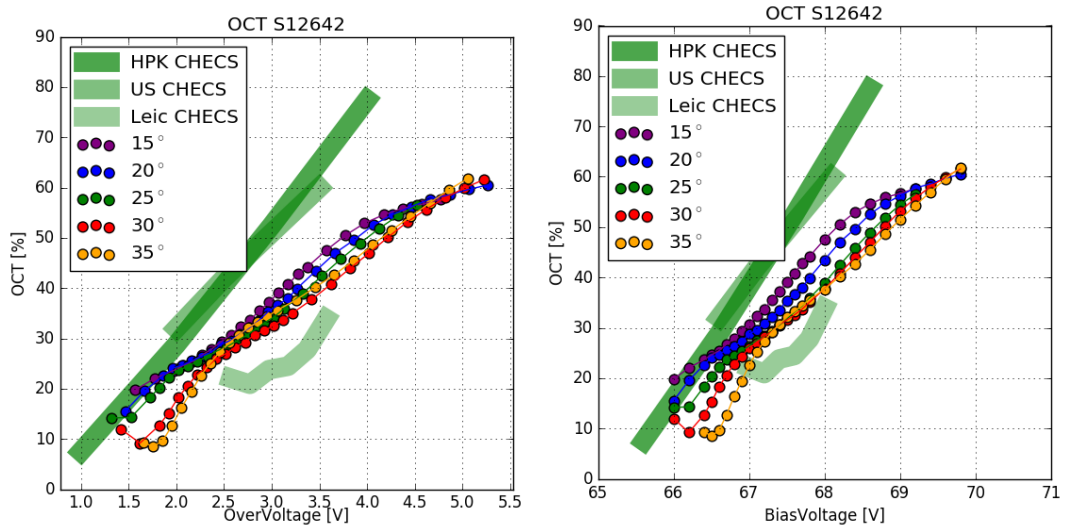 OCT S12642
90
80
70
60
50
40
30
20
10
0
OCT [%]
HPK CHECS
US CHECS
Leic CHECS
15°
20°
25°
30°
35°
1.0 1.5 2.0 2.5 3.0 3.5 4.0 4.5 5.0 5.5
OverVoltage [V]
OCT S12642
90
80
70
60
50
40
30
20
10
0
OCT [%]
HPK CHECS
US CHECS
Leic CHECS
15°
20°
25°
30°
35°
65 66 67 68 69 70 71
BiasVoltage [V]